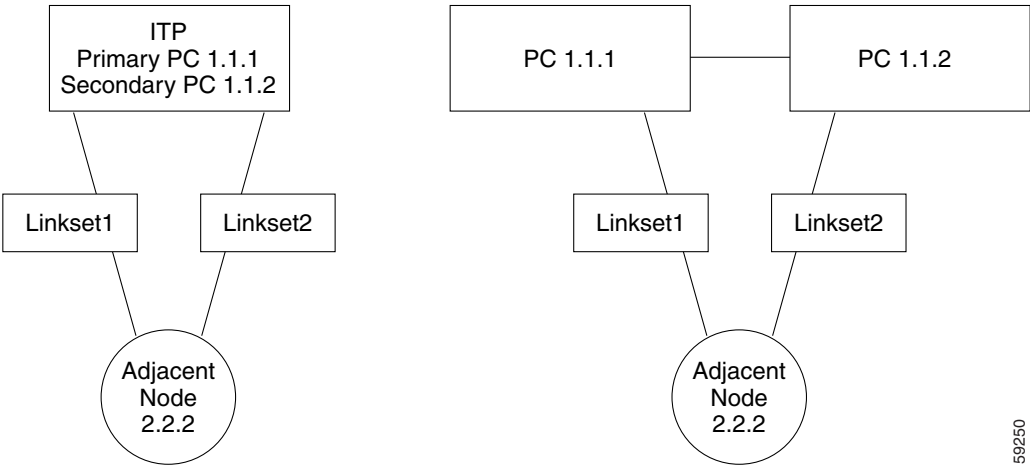 ITP
Primary PC 1.1.1
Secondary PC 1.1.2
Linkset1
Linkset2
Adjacent
Node
2.2.2
PC 1.1.1
PC 1.1.2
Linkset1
Linkset2
Adjacent
Node
2.2.2
59250